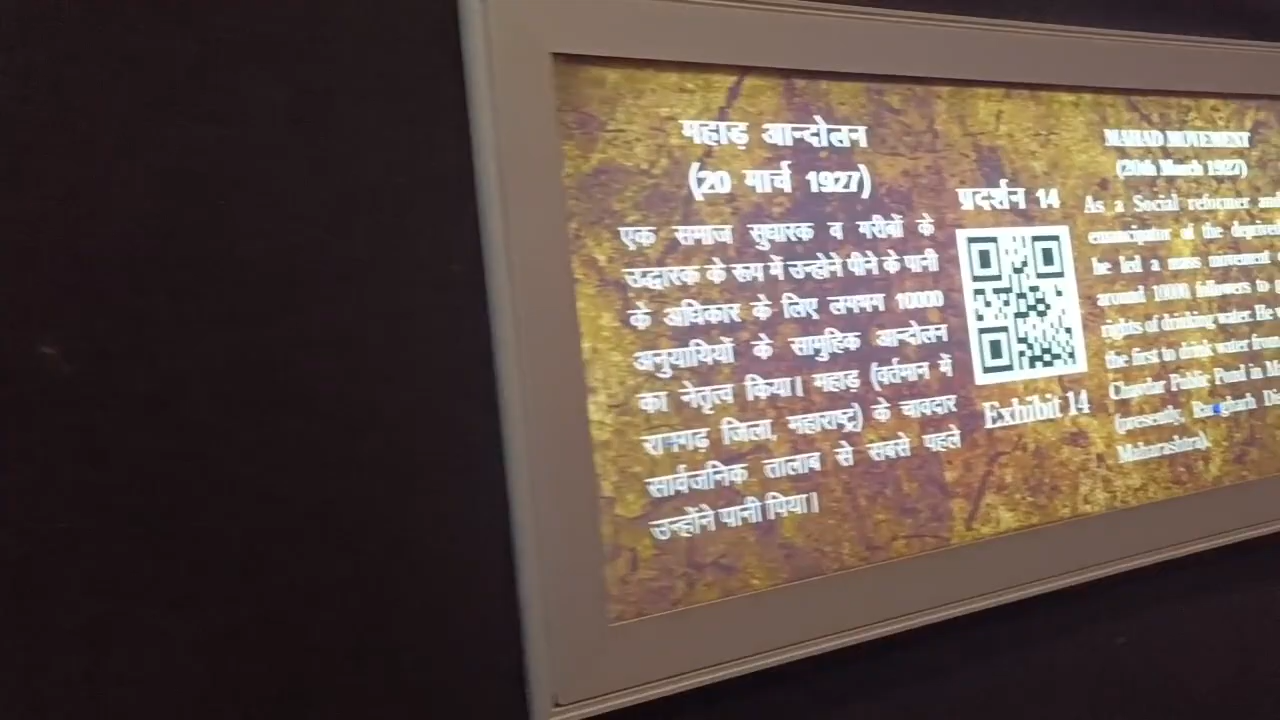 महाड़ आन्दोलन
(20 मार्च 1927)
एक समाज सुधारक व गरीबों के
उद्धारक के रूप में उन्होंने पीने के पानी
के अधिकार के लिए लगभग 10000
अनुयायियों के सामुहिक आन्दोलन
का नेतृत्व किया। महाड़ (वर्तमान में
रायगढ़ जिला, महाराष्ट्र) के चावदार
सार्वजनिक तालाब से सबसे पहले
उन्होंने पानी पिया।
प्रदर्शन 14
Exhibit 14
MAHAD MOVEMENT
(20th March 1927)
As a Social reformer and
emancipator of the
he led a mass movement
around 10000 followers to
rights of drinking water. He
the first to drink water from
Chavdar Public Pond in
(presently,
Maharashtra).